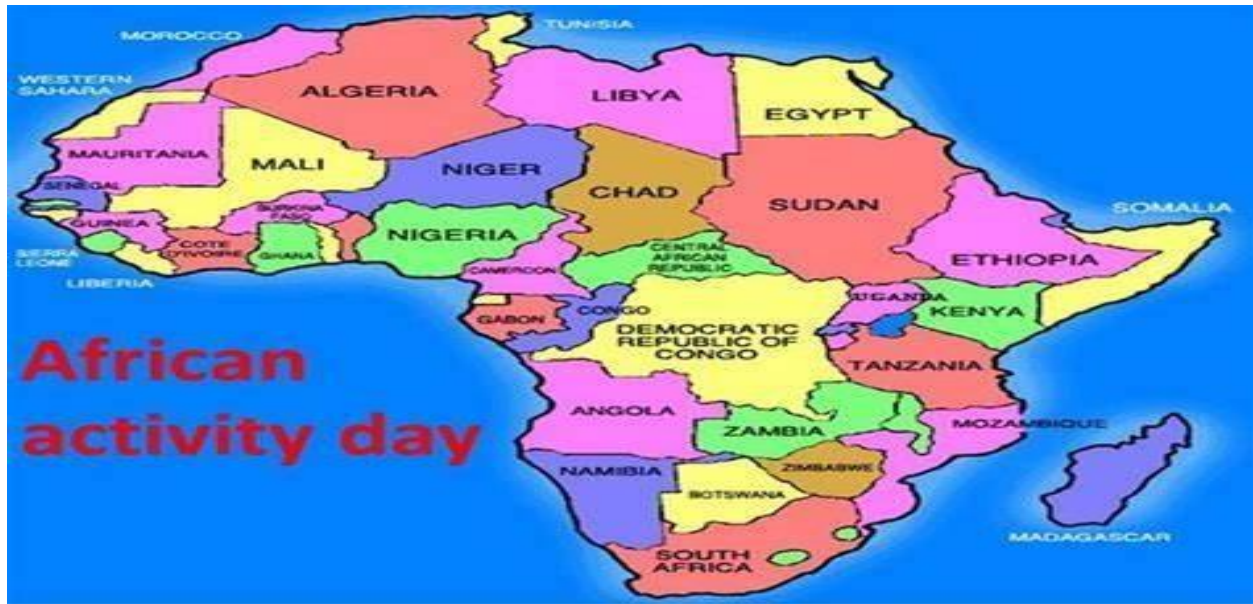 TUNISIA
MOROCCO
WESTERN
SAHARA
ALGERIA
LIBYA
EGYPT
MAURITANIA
MALI
NIGER
CHAD
SUDAN
SENEGAL
GUINEA
BURKINA
FASO
NIGERIA
SOMALIA
SIERRA
LEONE
COTE
D'IVOIRE
GHANA
CENTRAL
AFRICAN
REPUBLIC
ETHIOPIA
LIBERIA
CAMEROON
UGANDA
KENYA
GABON
CONGO
DEMOCRATIC
REPUBLIC OF
CONGO
African
activity day
TANZANIA
ANGOLA
ZAMBIA
MOZAMBIQUE
NAMIBIA
ZIMBABWE
BOTSWANA
MADAGASCAR
SOUTH
AFRICA